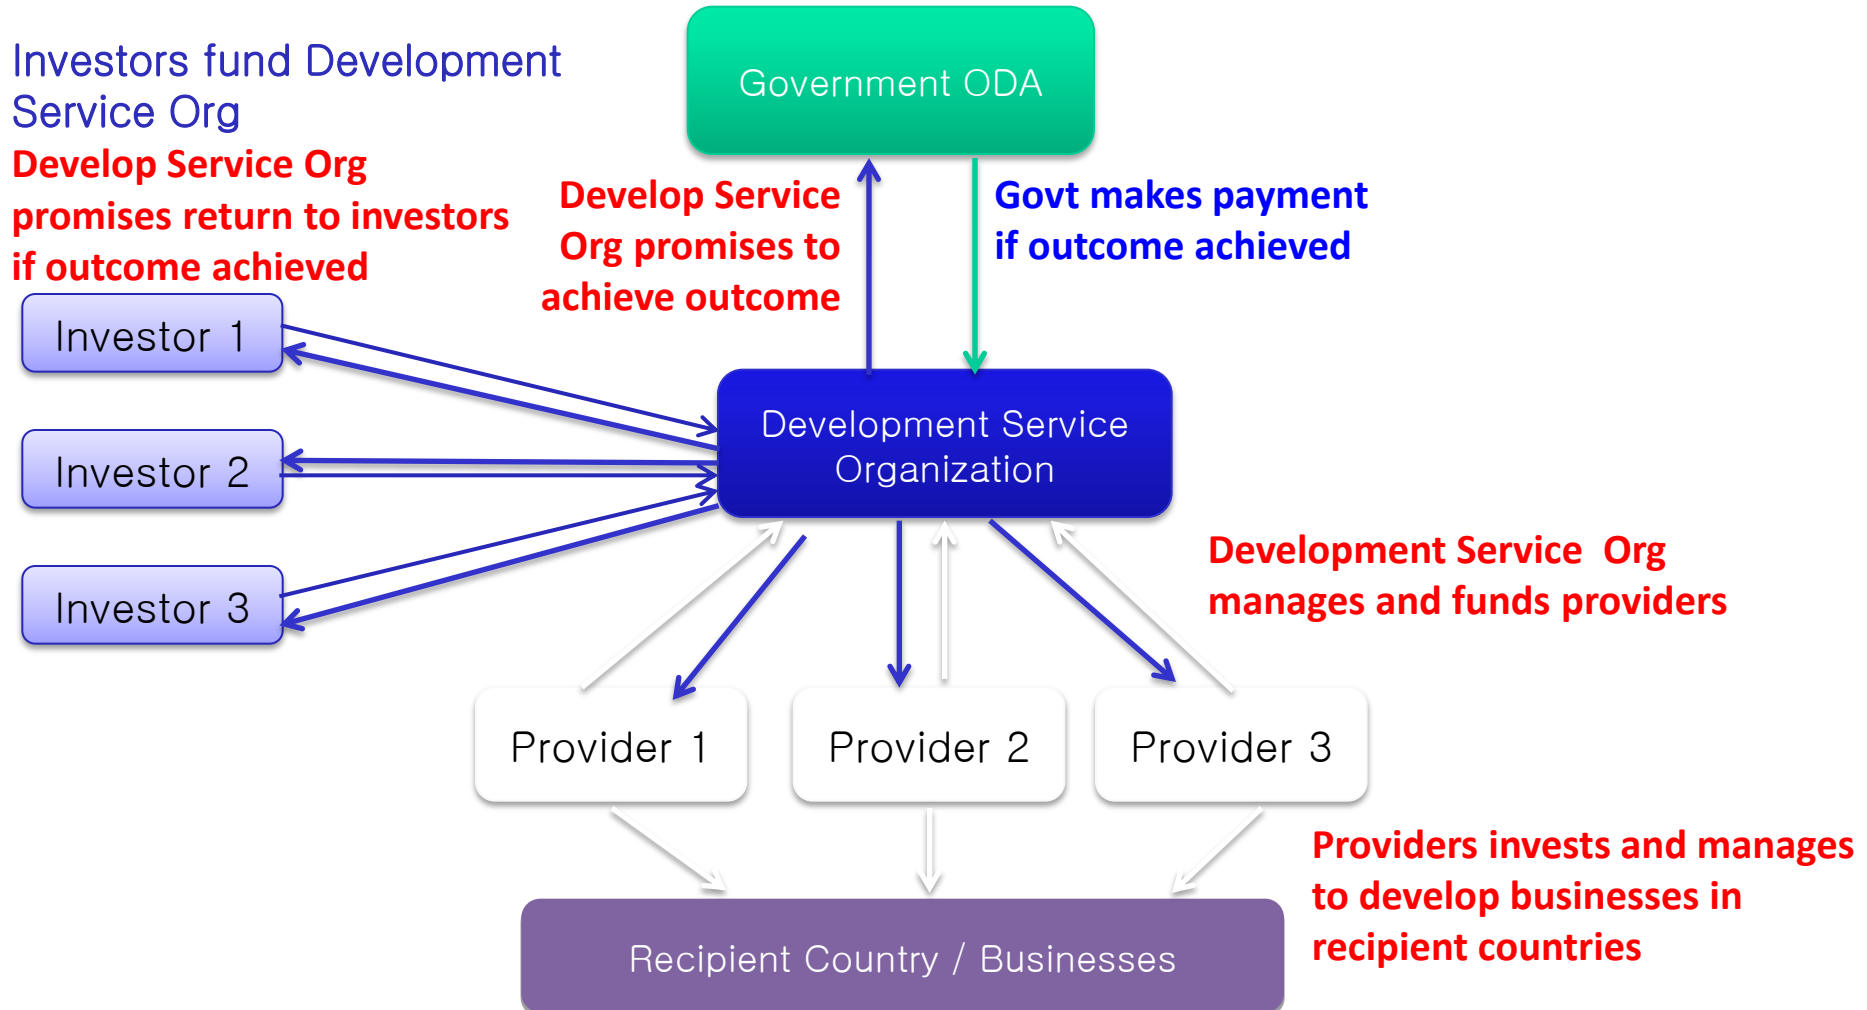 Government ODA
Investors fund Development
Service Org
Develop Service Org
promises return to investors
if outcome achieved
Develop Service
Org promises to
achieve outcome
Govt makes payment
if outcome achieved
Investor 1
Investor 2
Investor 3
Development Service
Organization
Development Service  Org
manages and funds providers
Provider 1
Provider 2
Provider 3
Providers invests and manages
to develop businesses in
recipient countries
Recipient Country / Businesses